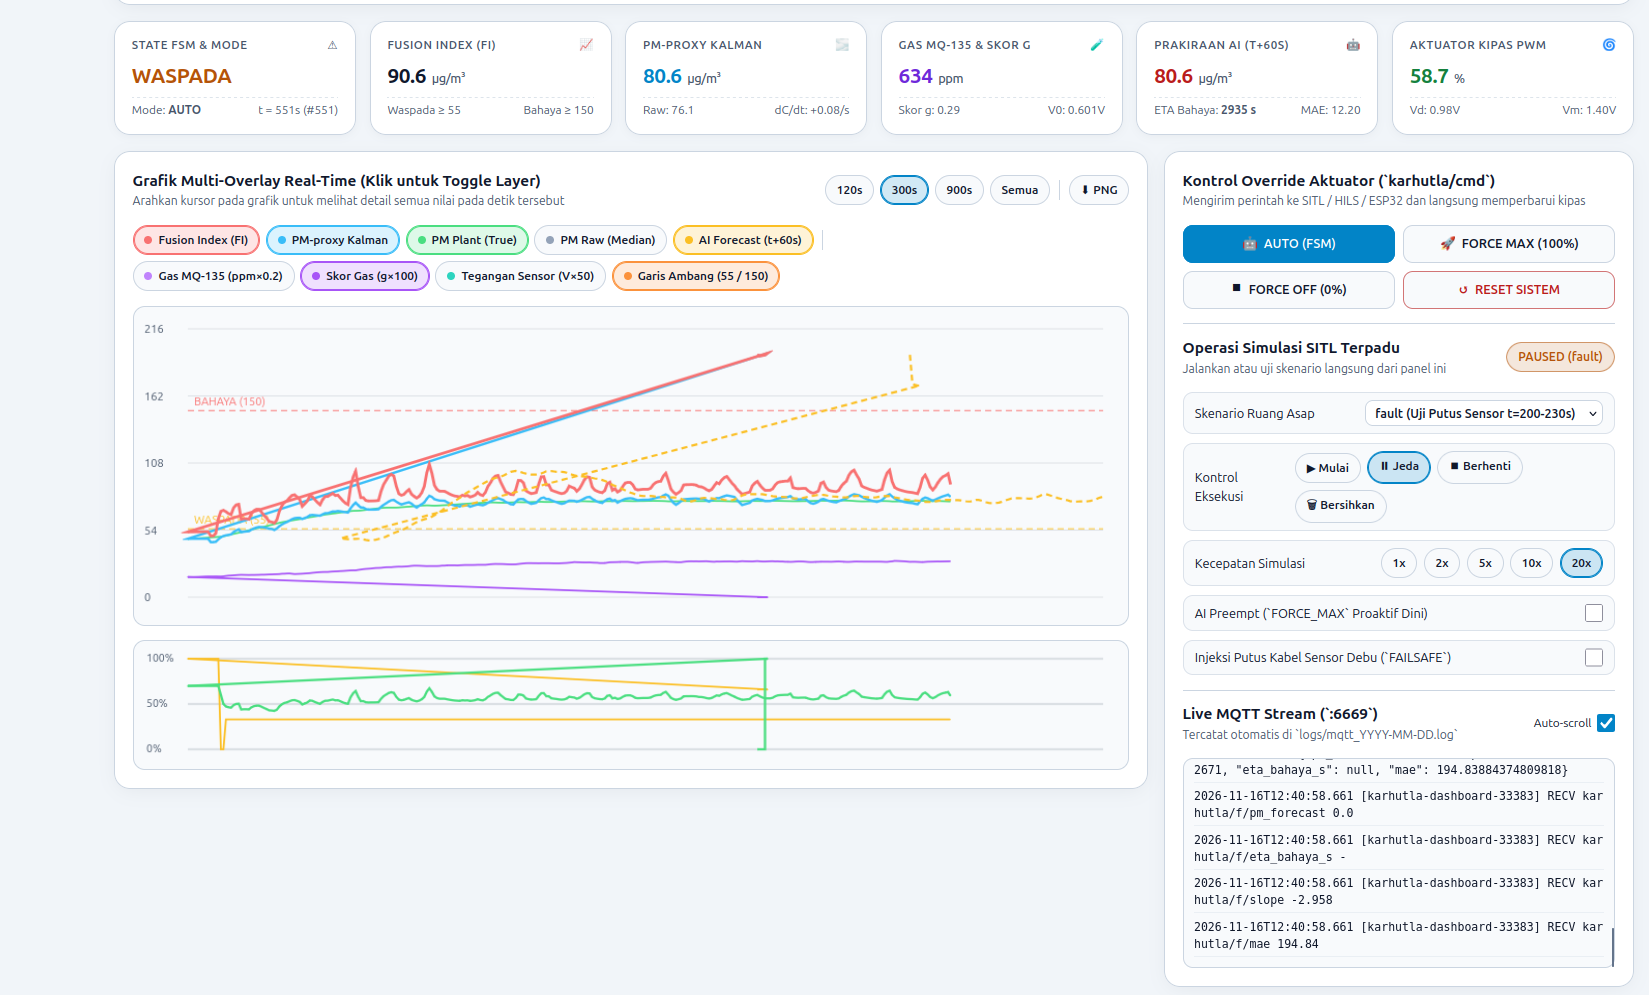 STATE FSM & MODE ⚠
WASPADA
Mode: AUTO t = 551s (#551)
FUSION INDEX (FI)
90.6 µg/m³
Waspada ≥ 55 Bahaya ≥ 150
PM-PROXY KALMAN
80.6 µg/m³
Raw: 76.1 dC/dt: +0.08/s
GAS MQ-135 & SKOR G
634 ppm
Skor g: 0.29 V0: 0.601V
PRAKIRAAN AI (T+60S)
80.6 µg/m³
ETA Bahaya: 2935 s MAE: 12.20
AKTUATOR KIPAS PWM
58.7 %
Vd: 0.98V Vm: 1.40V
Grafik Multi-Overlay Real-Time (Klik untuk Toggle Layer)
Arahkan kursor pada grafik untuk melihat detail semua nilai pada detik tersebut
120s 300s 900s Semua ⬇ PNG
Fusion Index (FI) PM-proxy Kalman PM Plant (True) PM Raw (Median) AI Forecast (t+60s)
Gas MQ-135 (ppm×0.2) Skor Gas (g×100) Tegangan Sensor (V×50) Garis Ambang (55 / 150)
216
162
BAHAYA (150)
108
54
0
100%
50%
0%
Kontrol Override Aktuator (`karhutla/cmd`)
Mengirim perintah ke SITL / HILS / ESP32 dan langsung memperbarui kipas
🤖 AUTO (FSM) 🚀 FORCE MAX (100%)
⏹ FORCE OFF (0%) ↺ RESET SISTEM
Operasi Simulasi SITL Terpadu
Jalankan atau uji skenario langsung dari panel ini
PAUSED (fault)
Skenario Ruang Asap fault (Uji Putus Sensor t=200-230s)
Kontrol Eksekusi
▶ Mulai ⏸ Jeda ⏹ Berhenti
🗑 Bersihkan
Kecepatan Simulasi 1x 2x 5x 10x 20x
AI Preempt (`FORCE_MAX` Proaktif Dini)
Injeksi Putus Kabel Sensor Debu (`FAILSAFE`)
Live MQTT Stream (`:6669`)
Tercatat otomatis di `logs/mqtt_YYYY-MM-DD.log`
Auto-scroll
2671, "eta_bahaya_s": null, "mae": 194.83884374809818}
2026-11-16T12:40:58.661 [karhutla-dashboard-33383] RECV kar
hutla/f/pm_forecast 0.0
2026-11-16T12:40:58.661 [karhutla-dashboard-33383] RECV kar
hutla/f/eta_bahaya_s -
2026-11-16T12:40:58.661 [karhutla-dashboard-33383] RECV kar
hutla/f/slope -2.958
2026-11-16T12:40:58.661 [karhutla-dashboard-33383] RECV kar
hutla/f/mae 194.84